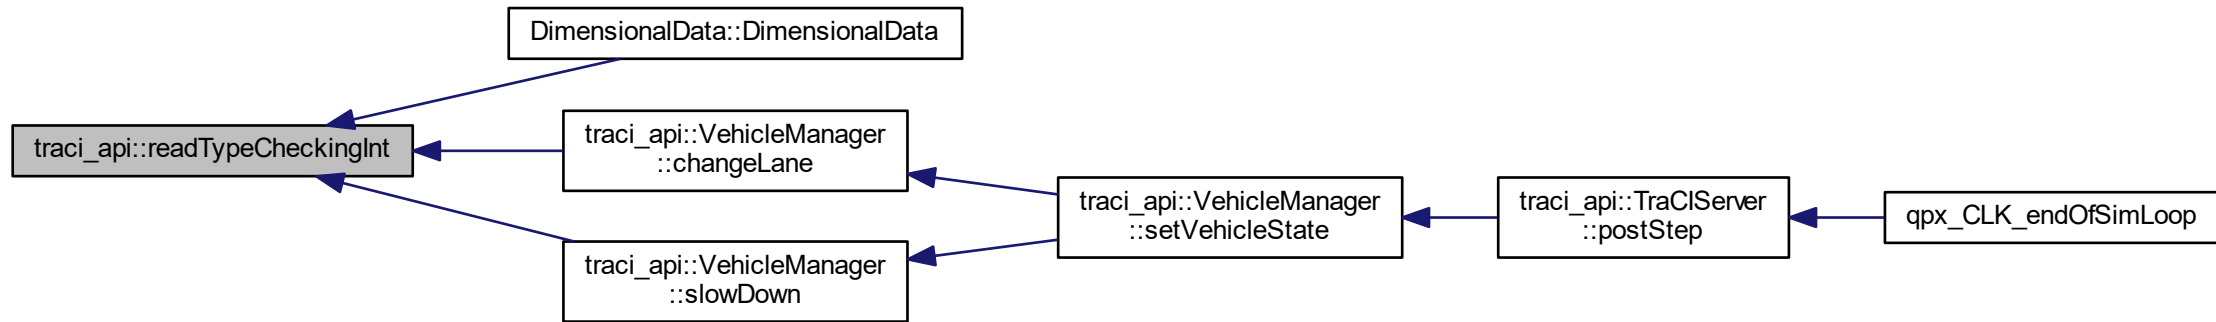 DimensionalData::DimensionalData
traci_api::readTypeCheckingInt
traci_api::VehicleManager
::changeLane
traci_api::VehicleManager
::slowDown
traci_api::VehicleManager
::setVehicleState
traci_api::TraCIServer
::postStep
qpx_CLK_endOfSimLoop